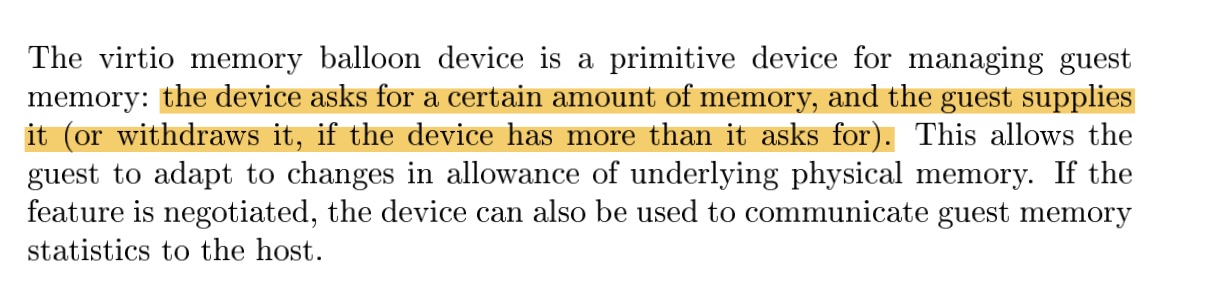 The virtio memory balloon device is a primitive device for managing guest
memory: the device asks for a certain amount of memory, and the guest supplies
it (or withdraws it, if the device has more than it asks for). This allows the
guest to adapt to changes in allowance of underlying physical memory. If the
feature is negotiated, the device can also be used to communicate guest memory
statistics to the host.